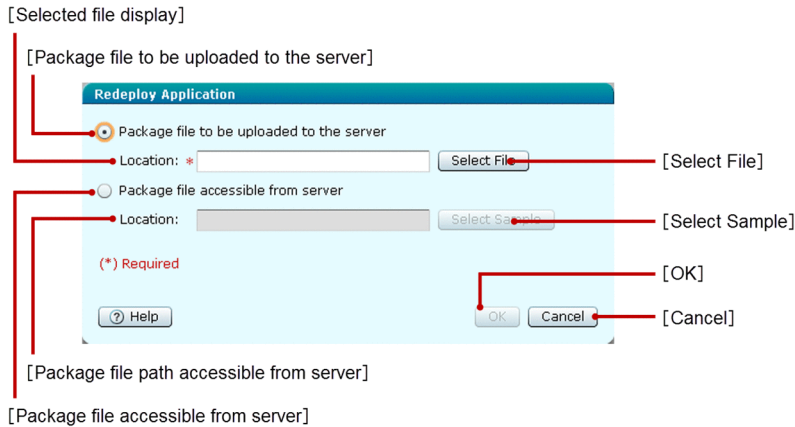 [Selected file display]
[Package file to be uploaded to the server]
Redeploy Application
Package file to be uploaded to the server
Location: * Select File
[Select File]
Package file accessible from server
Location: Select Sample
[Select Sample]
(*) Required
[OK]
? Help OK Cancel
[Cancel]
[Package file path accessible from server]
[Package file accessible from server]